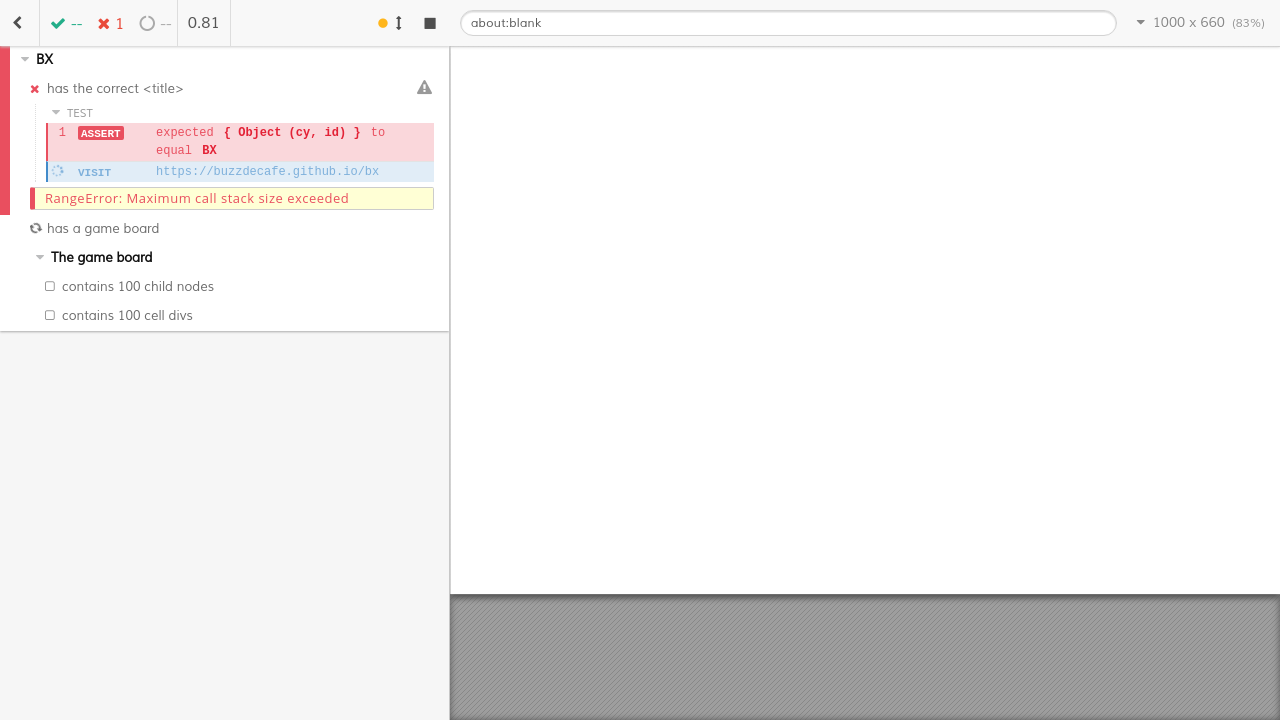 -- 1 -- 0.81 about:blank 1000 x 660 (83%)
BX
has the correct <title>
TEST
1 ASSERT expected { Object (cy, id) } to
equal BX
VISIT https://buzzdecafe.github.io/bx
RangeError: Maximum call stack size exceeded
has a game board
The game board
contains 100 child nodes
contains 100 cell divs